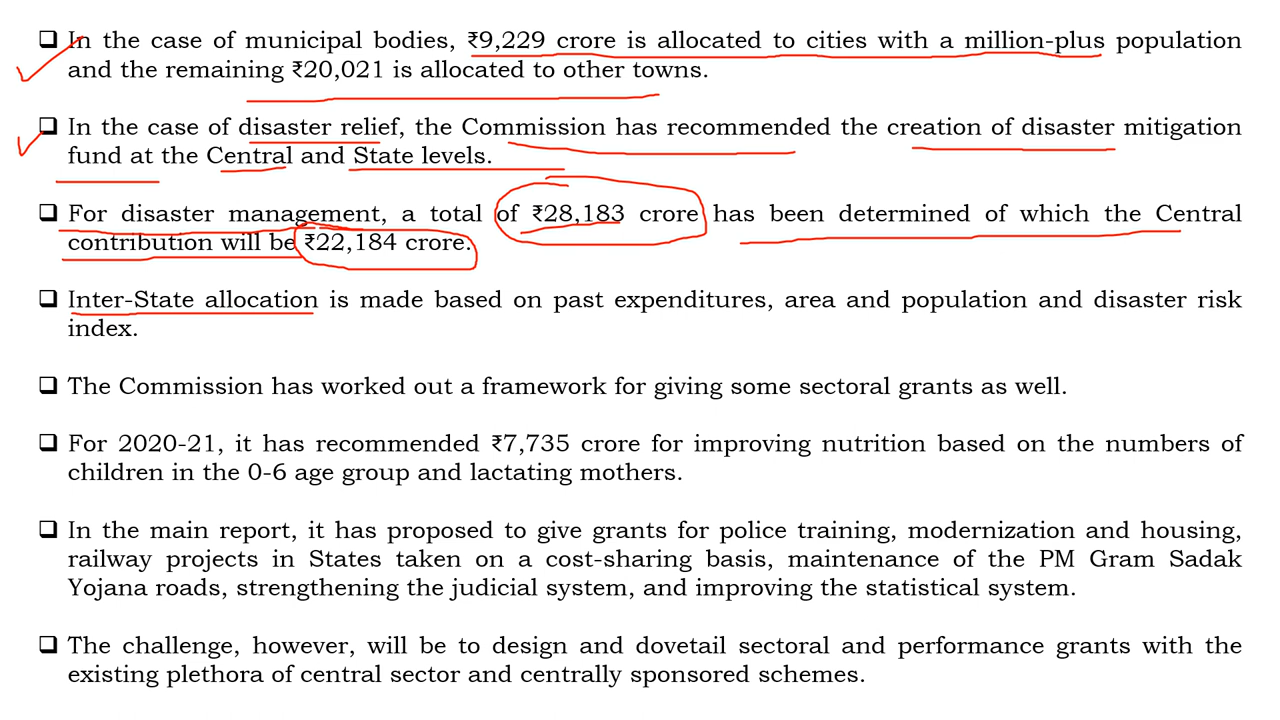 ❑ In the case of municipal bodies, ₹9,229 crore is allocated to cities with a million-plus population
and the remaining ₹20,021 is allocated to other towns.
❑ In the case of disaster relief, the Commission has recommended the creation of disaster mitigation
fund at the Central and State levels.
❑ For disaster management, a total of ₹28,183 crore has been determined of which the Central
contribution will be ₹22,184 crore.
❑ Inter-State allocation is made based on past expenditures, area and population and disaster risk
index.
❑ The Commission has worked out a framework for giving some sectoral grants as well.
❑ For 2020-21, it has recommended ₹7,735 crore for improving nutrition based on the numbers of
children in the 0-6 age group and lactating mothers.
❑ In the main report, it has proposed to give grants for police training, modernization and housing,
railway projects in States taken on a cost-sharing basis, maintenance of the PM Gram Sadak
Yojana roads, strengthening the judicial system, and improving the statistical system.
❑ The challenge, however, will be to design and dovetail sectoral and performance grants with the
existing plethora of central sector and centrally sponsored schemes.